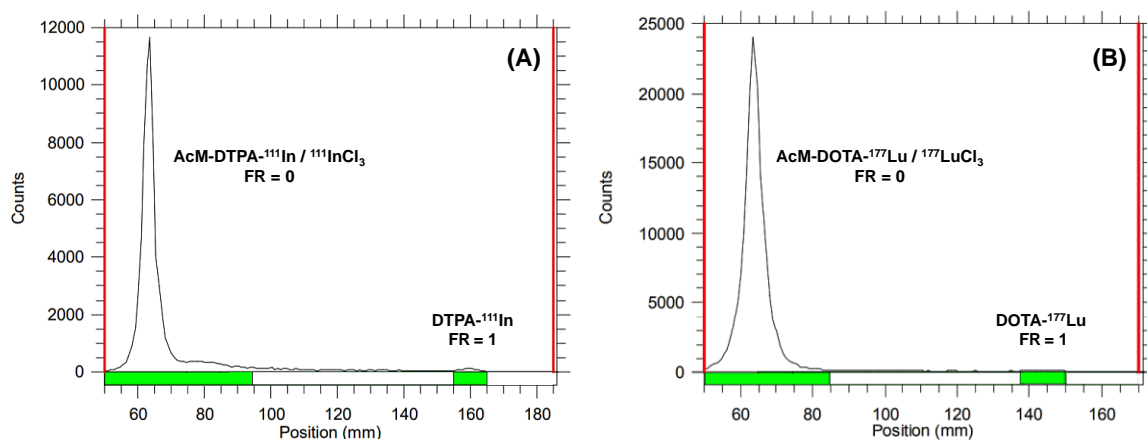 (A)
12000
10000
8000
6000
4000
2000
0
Counts
AcM-DTPA-¹¹¹In / ¹¹¹InCl₃
FR = 0
DTPA-¹¹¹In
FR = 1
60 80 100 120 140 160 180
Position (mm)
(B)
25000
20000
15000
10000
5000
0
Counts
AcM-DOTA-¹⁷⁷Lu / ¹⁷⁷LuCl₃
FR = 0
DOTA-¹⁷⁷Lu
FR = 1
60 80 100 120 140 160
Position (mm)